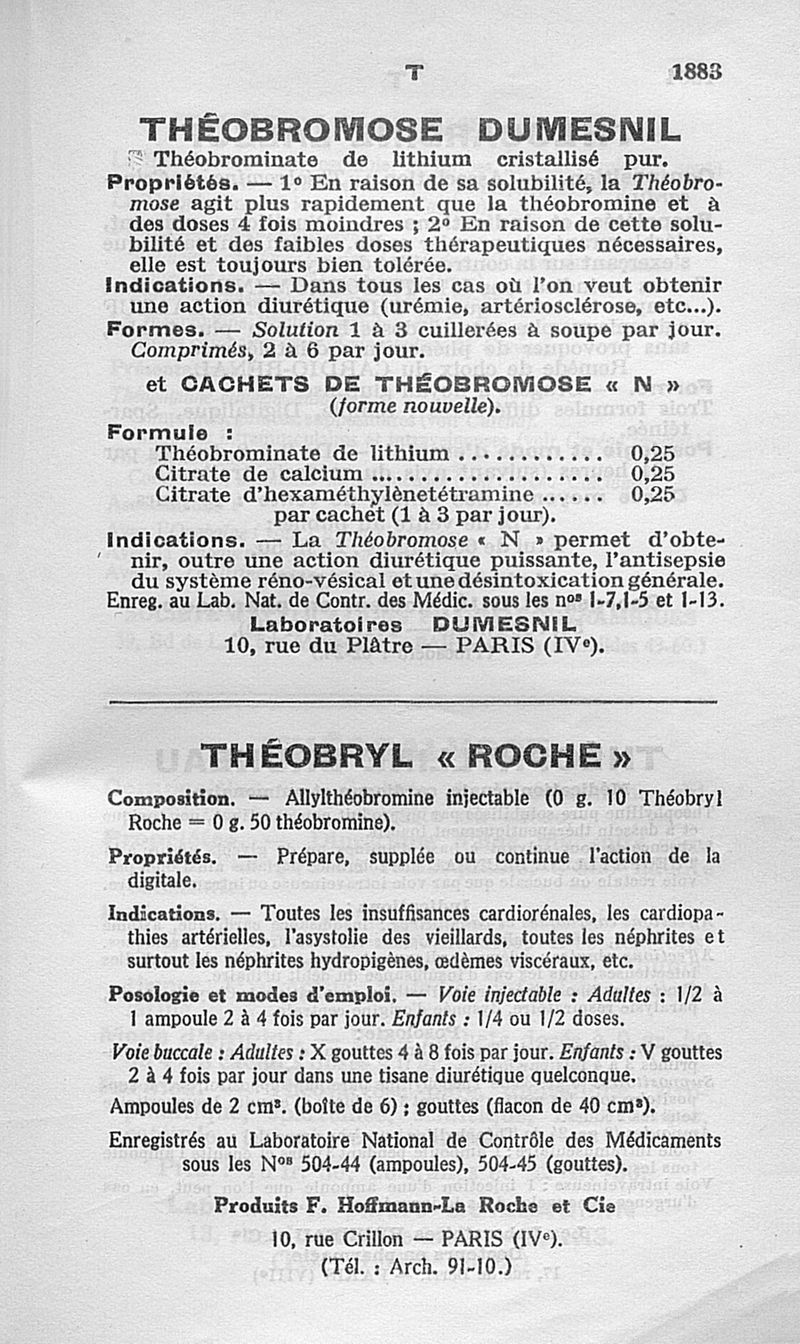 T 1883
THÉOBROMOSE DUMESNIL
Théobrominate de lithium cristallisé pur.
Propriétés. — 1º En raison de sa solubilité, la Théobro-
mose agit plus rapidement que la théobromine et à
des doses 4 fois moindres ; 2º En raison de cette solu-
bilité et des faibles doses thérapeutiques nécessaires,
elle est toujours bien tolérée.
Indications. — Dans tous les cas où l'on veut obtenir
une action diurétique (urémie, artériosclérose, etc...).
Formes. — Solution 1 à 3 cuillerées à soupe par jour.
Comprimés, 2 à 6 par jour.
et CACHETS DE THÉOBROMOSE « N »
(forme nouvelle).
Formule :
Théobrominate de lithium ............ 0,25
Citrate de calcium .................... 0,25
Citrate d'hexaméthylènetétramine ...... 0,25
par cachet (1 à 3 par jour).
Indications. — La Théobromose « N » permet d'obte-
nir, outre une action diurétique puissante, l'antisepsie
du système réno-vésical et une désintoxication générale.
Enreg. au Lab. Nat. de Contr. des Médic. sous les nos 1-7,1-5 et 1-13.
Laboratoires DUMESNIL
10, rue du Plâtre — PARIS (IVe).
THÉOBRYL « ROCHE »
Composition. — Allylthéobromine injectable (0 g. 10 Théobryl
Roche = 0 g. 50 théobromine).
Propriétés. — Prépare, supplée ou continue l'action de la
digitale.
Indications. — Toutes les insuffisances cardiorénales, les cardiopa-
thies artérielles, l'asystolie des vieillards, toutes les néphrites et
surtout les néphrites hydropigènes, œdèmes viscéraux, etc.
Posologie et modes d'emploi. — Voie injectable : Adultes : 1/2 à
1 ampoule 2 à 4 fois par jour. Enfants : 1/4 ou 1/2 doses.
Voie buccale : Adultes : X gouttes 4 à 8 fois par jour. Enfants : V gouttes
2 à 4 fois par jour dans une tisane diurétique quelconque.
Ampoules de 2 cm³. (boîte de 6) ; gouttes (flacon de 40 cm³).
Enregistrés au Laboratoire National de Contrôle des Médicaments
sous les Nos 504-44 (ampoules), 504-45 (gouttes).
Produits F. Hoffmann-La Roche et Cie
10, rue Crillon — PARIS (IVe).
(Tél. : Arch. 91-10.)